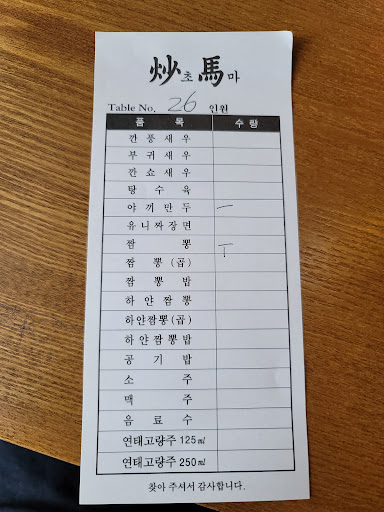 炒초馬마
Table No. 26 인원
품 목 수 량
깐풍새우
부귀새우
깐쇼새우
탕수육
야끼만두 一
유니짜장면
짬뽕 丅
짬뽕(곱)
짬뽕밥
하얀짬뽕
하얀짬뽕(곱)
하얀짬뽕밥
공기밥
소주
맥주
음료수
연태고량주 125㎖
연태고량주 250㎖
찾아 주셔서 감사합니다.